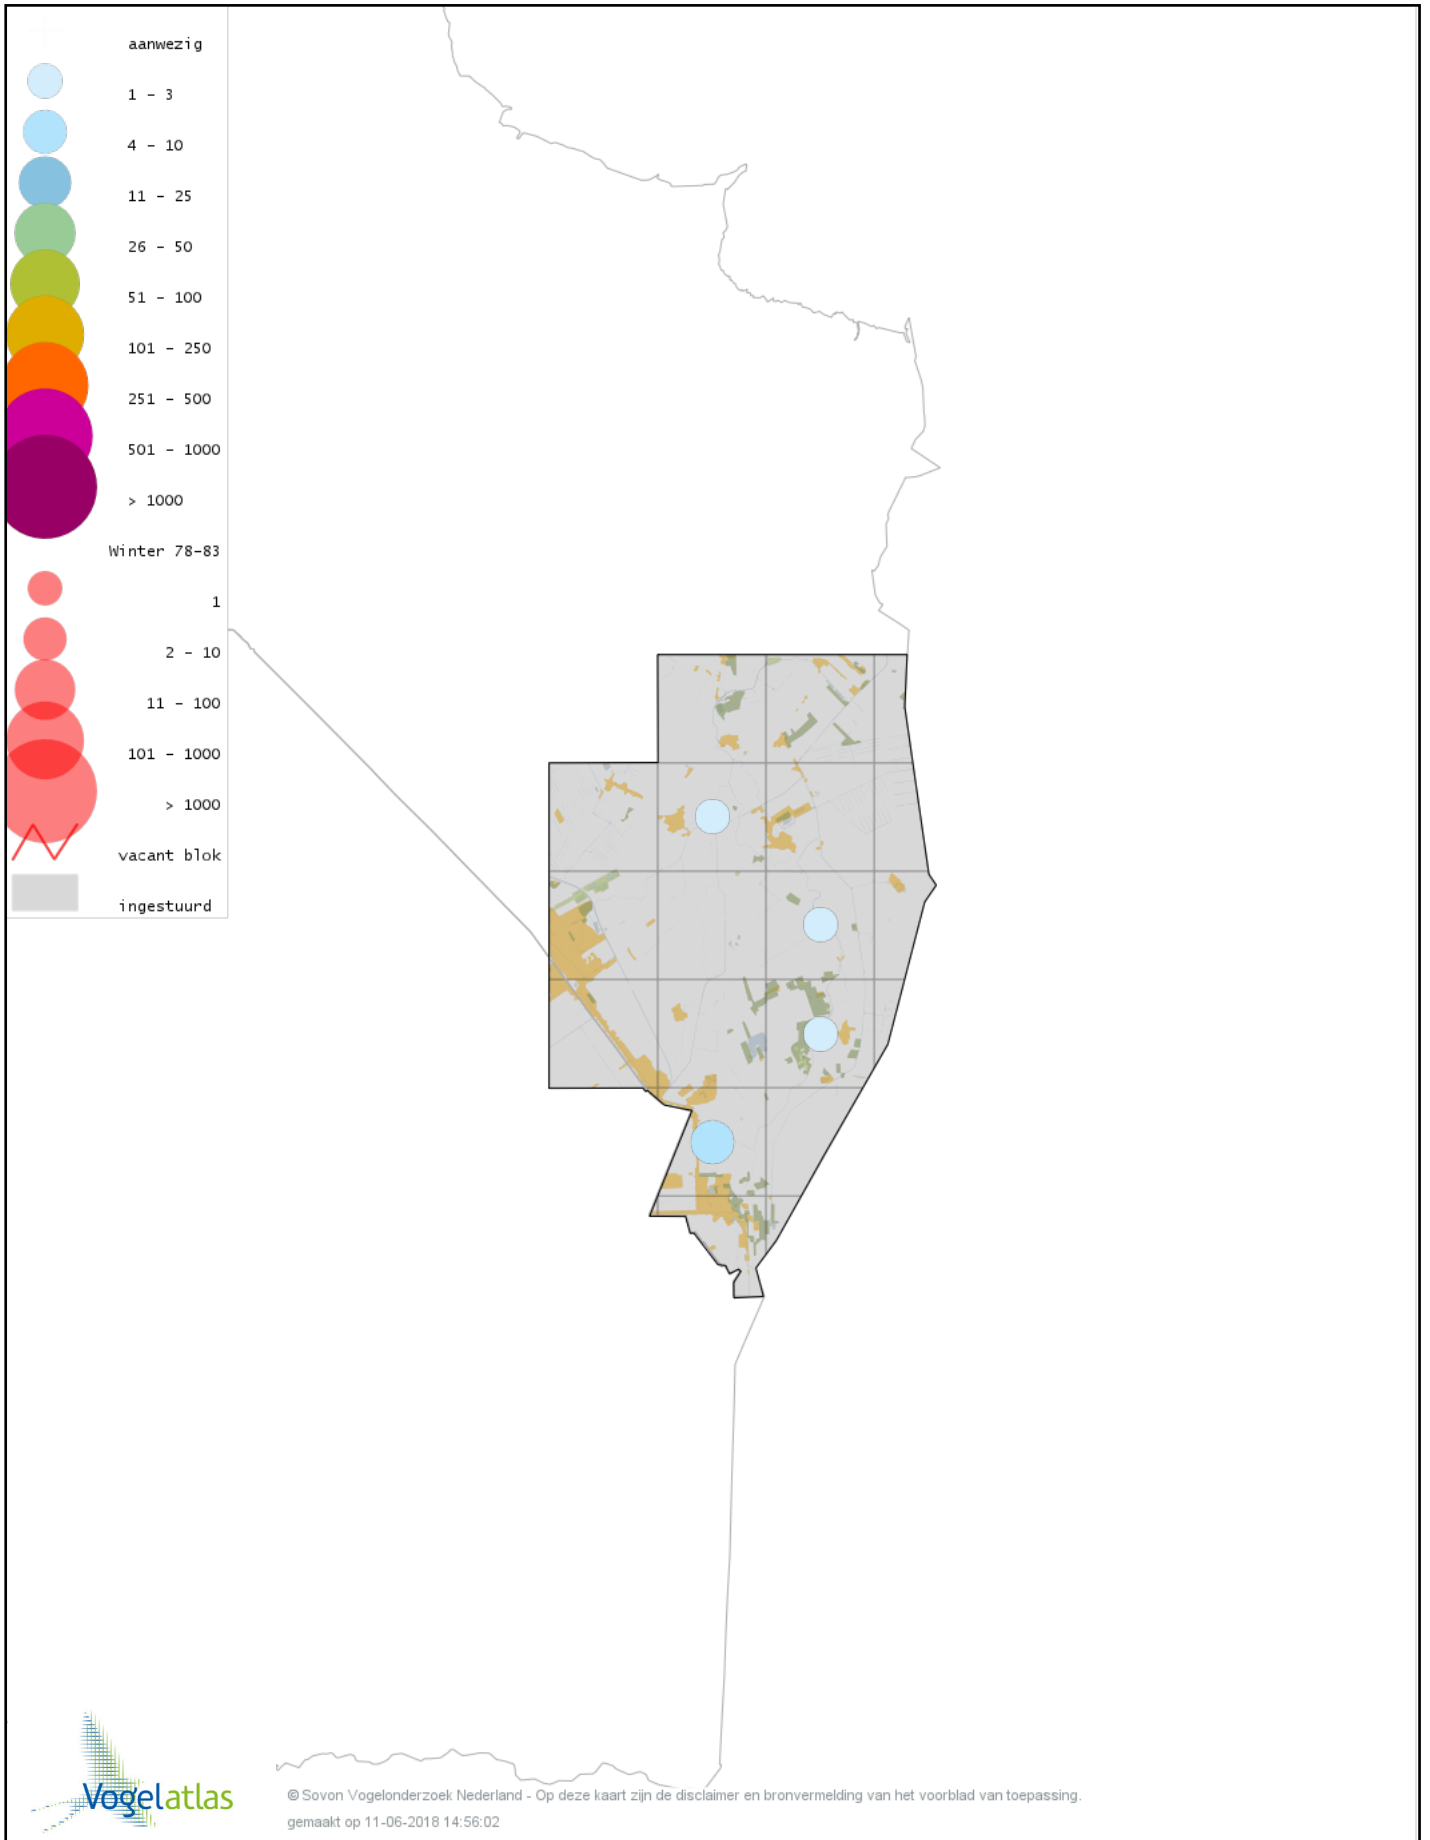 aanwezig
1 - 3
4 - 10
11 - 25
26 - 50
51 - 100
101 - 250
251 - 500
501 - 1000
> 1000
Winter 78-83
1
2 - 10
11 - 100
101 - 1000
> 1000
vacant blok
ingestuurd
Vogelatlas
© Sovon Vogelonderzoek Nederland - Op deze kaart zijn de disclaimer en bronvermelding van het voorblad van toepassing.
gemaakt op 11-06-2018 14:56:02